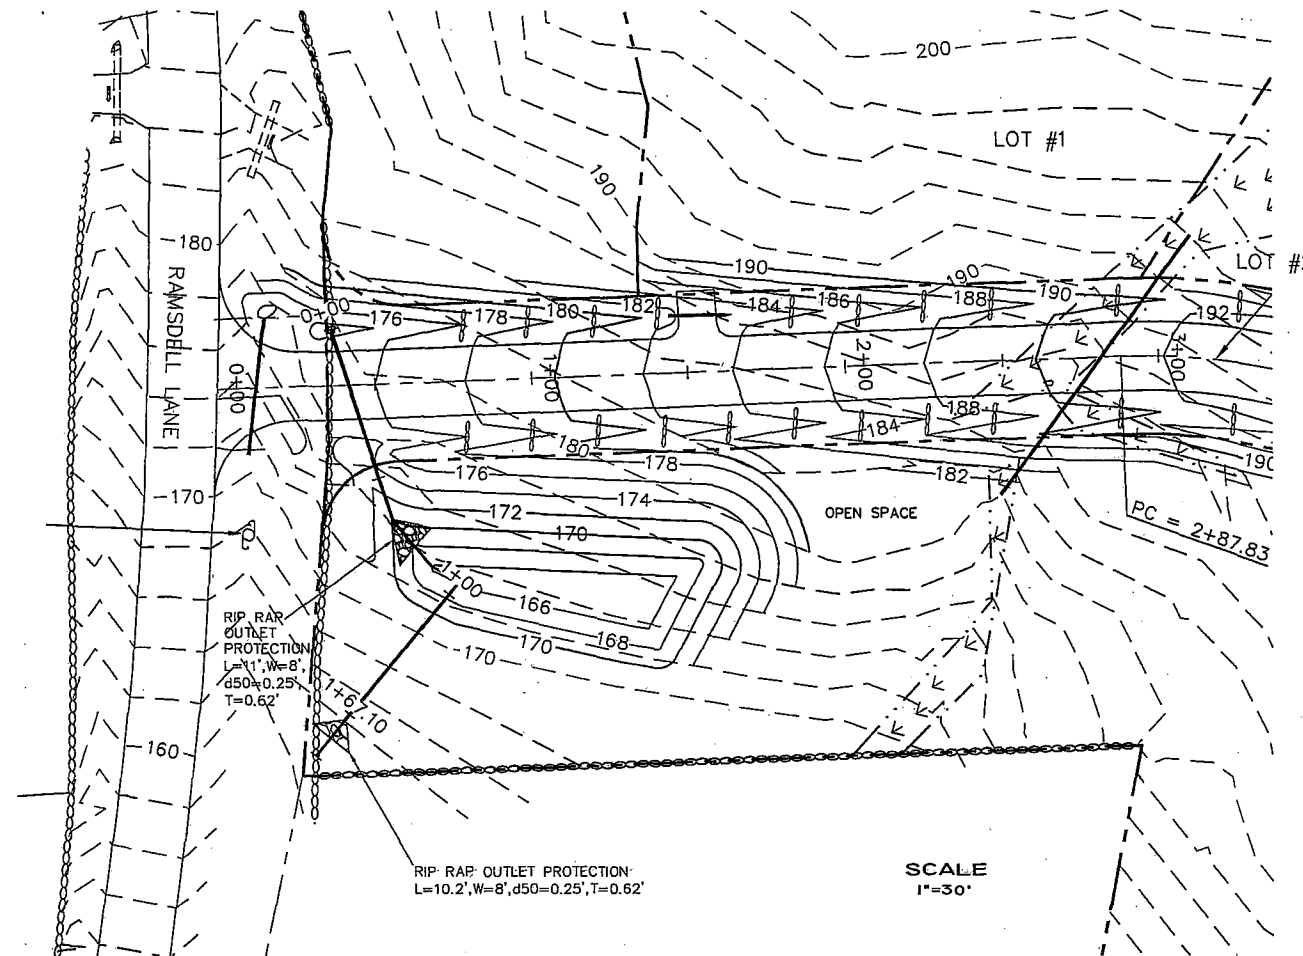 200
LOT #1
190
180
190
190
LOT #
0+00
176
178
180
182
184
186
188
190
192
RAMSDELL LANE
0+00
1+00
2+00
3+00
188
184
180
176
178
182
190
170
174
172
170
OPEN SPACE
PC = 2+87.83
1+00
166
168
170
170
RIP RAP
OUTLET
PROTECTION
L=11',W=8',
d50=0.25'
T=0.62'
160
RIP RAP OUTLET PROTECTION
L=10.2',W=8',d50=0.25',T=0.62'
SCALE
1"=30'